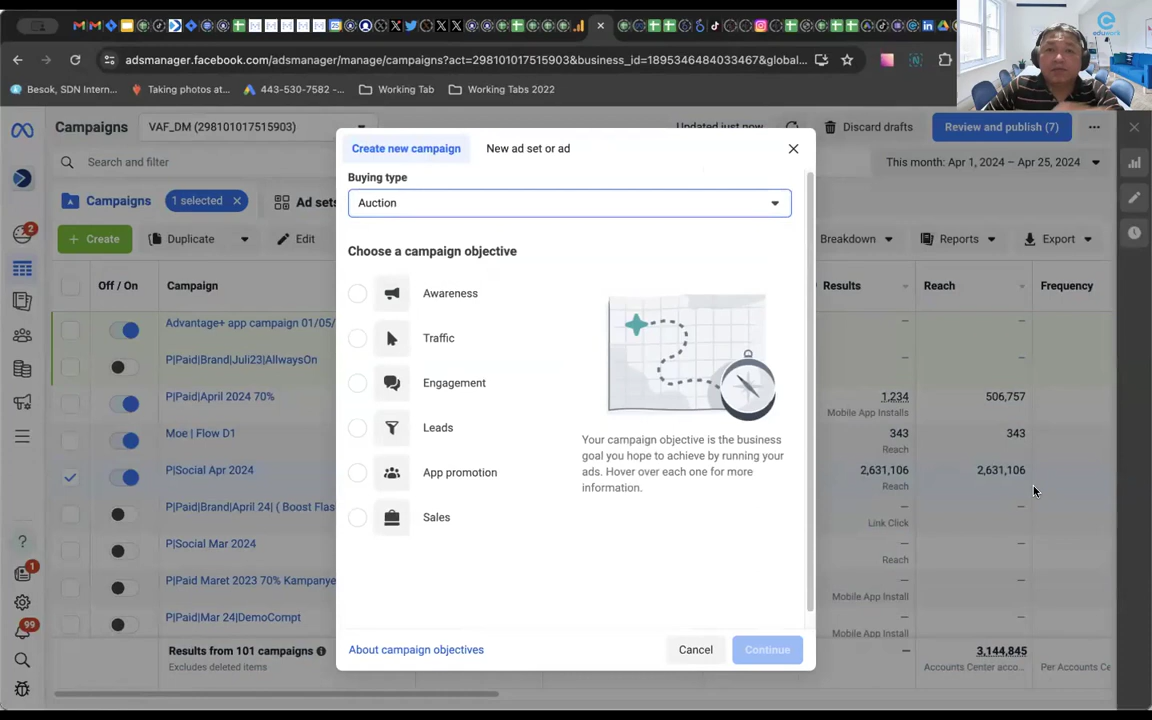 adsmanager.facebook.com/adsmanager/manage/campaigns?act=298101017515903&business_id=1895346484033467&global...
eduwork
Besok, SDN Intern...
Taking photos at...
443-530-7582 -...
Working Tab
Working Tabs 2022
Campaigns
VAF_DM (298101017515903)
Updated just now
Discard drafts
Review and publish (7)
Search and filter
This month: Apr 1, 2024 – Apr 25, 2024
Campaigns
1 selected
Ad sets
Create
Duplicate
Edit
Breakdown
Reports
Export
Off / On
Campaign
Results
Reach
Frequency
Advantage+ app campaign 01/05/
–
–
P|Paid|Brand|Juli23|AllwaysOn
–
–
P|Paid|April 2024 70%
1,234
506,757
Mobile App Installs
Moe | Flow D1
343
343
Reach
P|Social Apr 2024
2,631,106
2,631,106
Reach
P|Paid|Brand|April 24| ( Boost Flas
–
–
Link Click
P|Social Mar 2024
–
–
Reach
P|Paid Maret 2023 70% Kampanye
–
–
Mobile App Install
P|Paid|Mar 24|DemoCompt
–
–
Mobile App Install
Results from 101 campaigns
Excludes deleted items
–
3,144,845
Accounts Center acco...
Per Accounts Ce
2
1
99
Create new campaign
New ad set or ad
Buying type
Auction
Choose a campaign objective
Awareness
Traffic
Engagement
Leads
App promotion
Sales
Your campaign objective is the business
goal you hope to achieve by running your
ads. Hover over each one for more
information.
About campaign objectives
Cancel
Continue